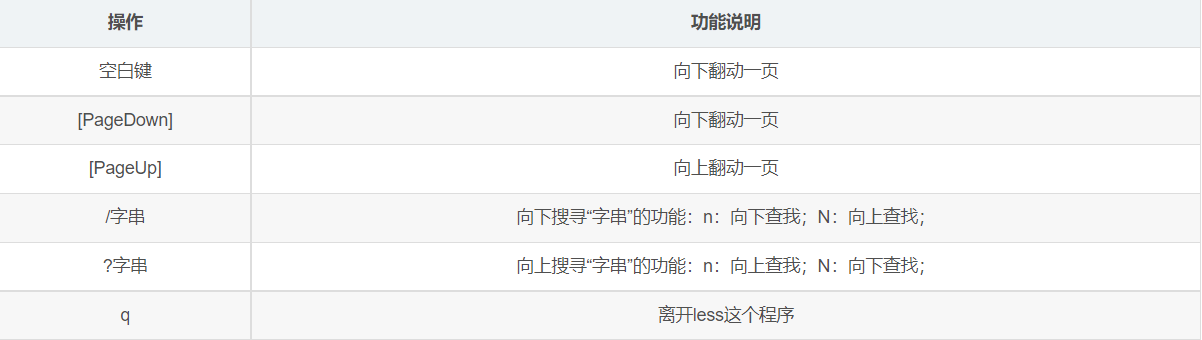 操作 功能说明
空白键 向下翻动一页
[PageDown] 向下翻动一页
[PageUp] 向上翻动一页
/字串 向下搜寻“字串”的功能：n：向下查我；N：向上查找；
?字串 向上搜寻“字串”的功能：n：向上查我；N：向下查找；
q 离开less这个程序